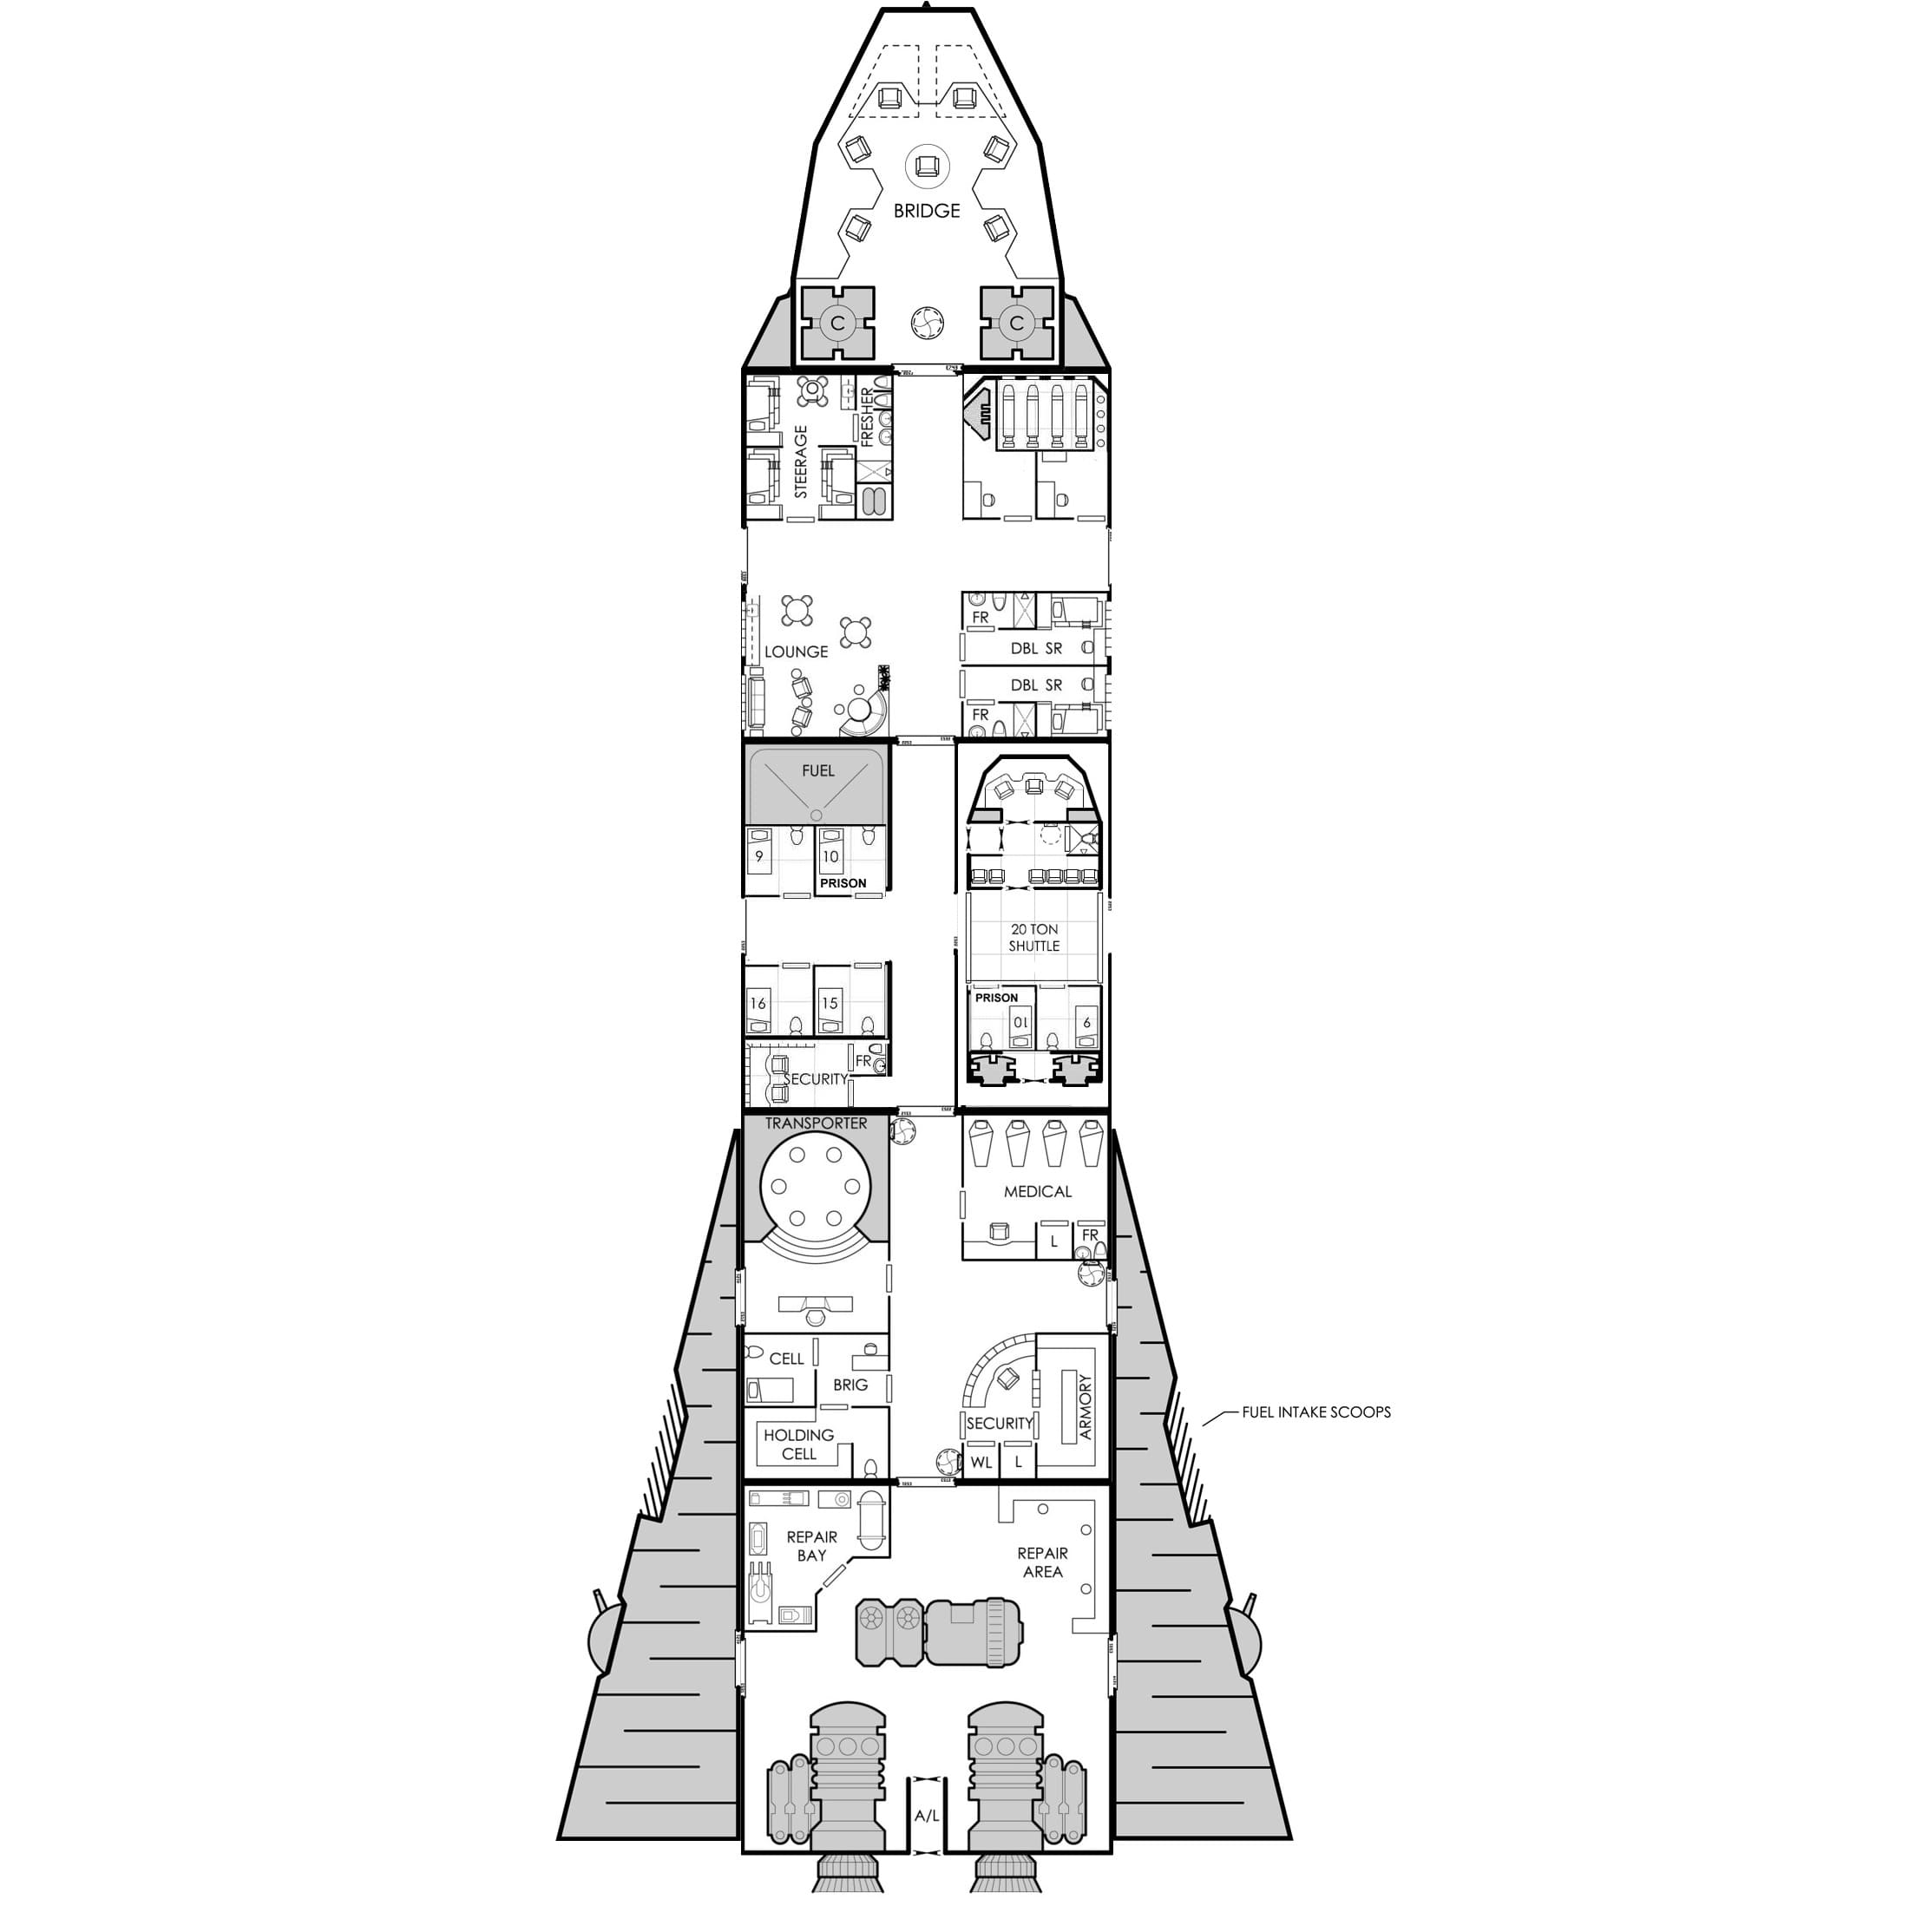 BRIDGE
C
C
STEERAGE
FRESHER
FR
DBL SR
LOUNGE
DBL SR
FR
FUEL
9
10
PRISON
20 TON
SHUTTLE
16
15
PRISON
10
9
FR
SECURITY
TRANSPORTER
MEDICAL
L
FR
CELL
BRIG
ARMORY
FUEL INTAKE SCOOPS
SECURITY
HOLDING
CELL
WL
L
REPAIR
BAY
REPAIR
AREA
A/L